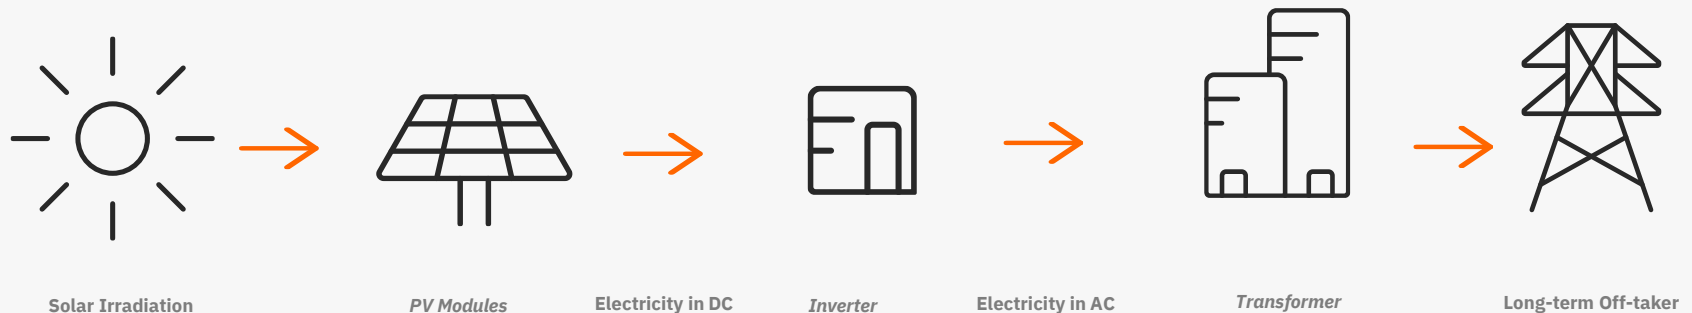 Solar Irradiation
PV Modules
Electricity in DC
Inverter
Electricity in AC
Transformer
Long-term Off-taker